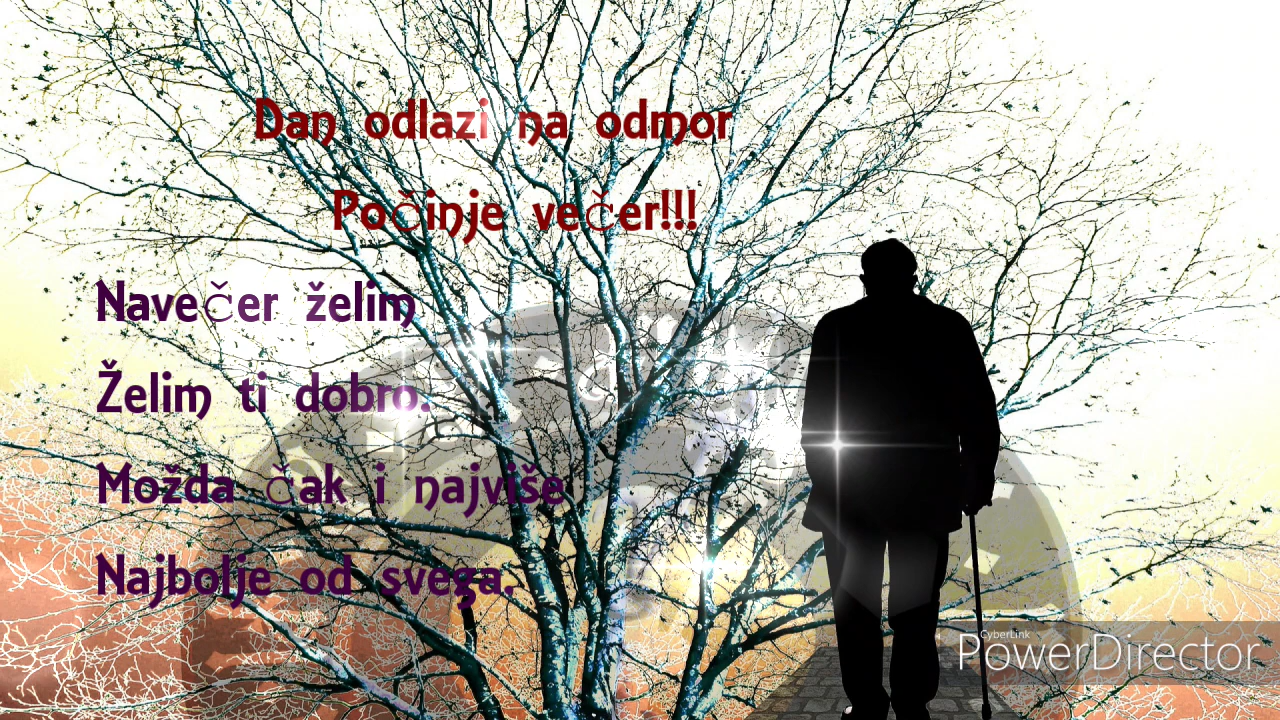 Dan odlazi na odmor
Počinje večer!!!
Navečer želim
Želim ti dobro.
Možda čak i najviše
Najbolje od svega.
CyberLink
PowerDirector